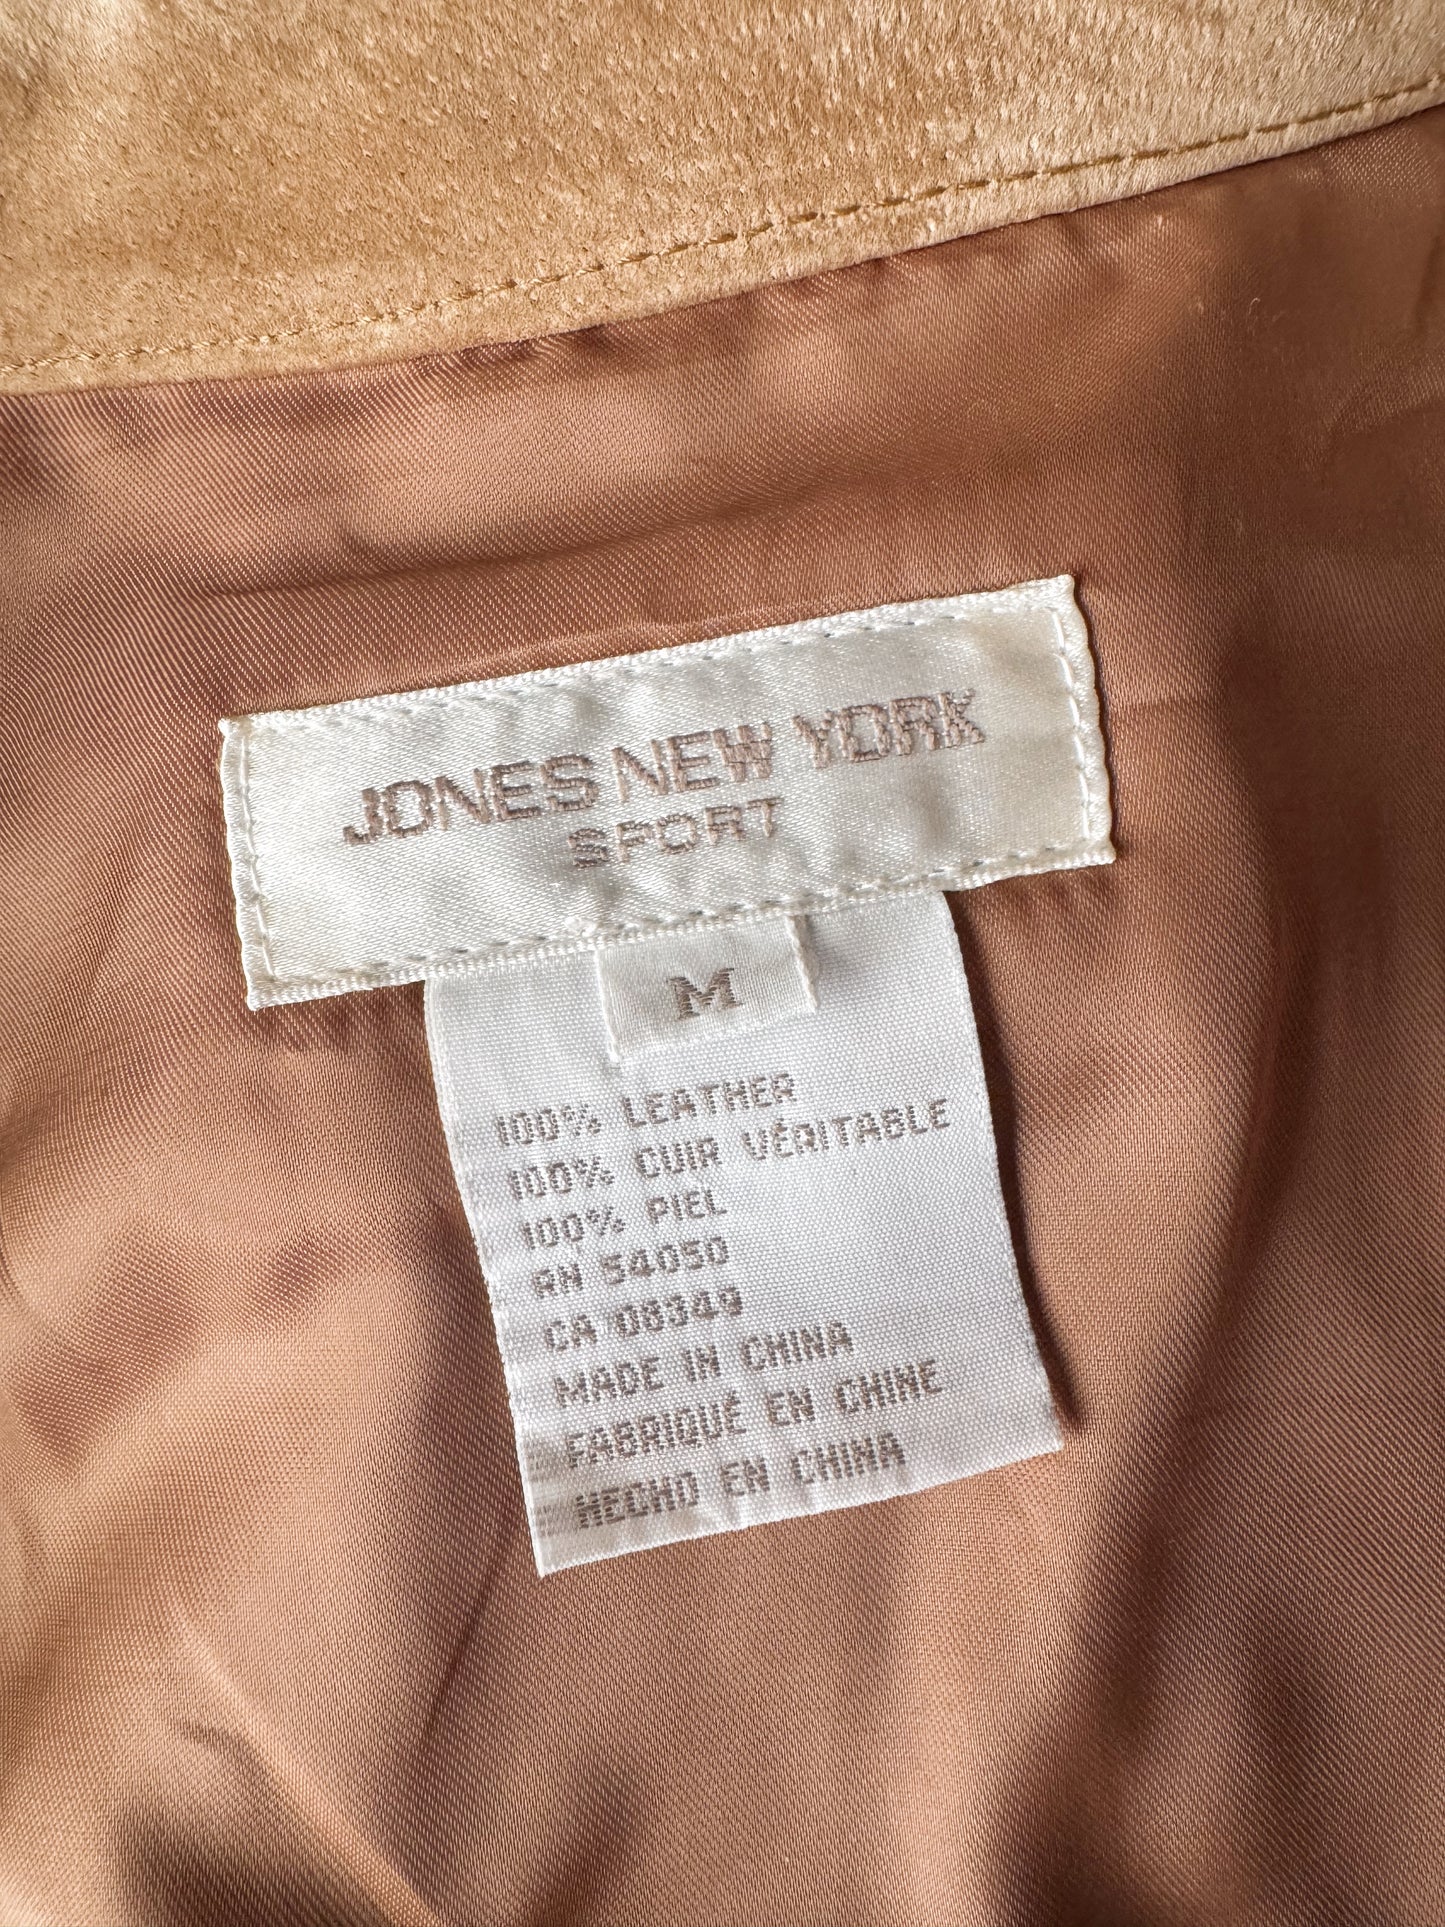 JONES NEW YORK
SPORT
M
100% LEATHER
100% CUIR VÉRITABLE
100% PIEL
RN 54050
CA 08349
MADE IN CHINA
FABRIQUÉ EN CHINE
HECHO EN CHINA